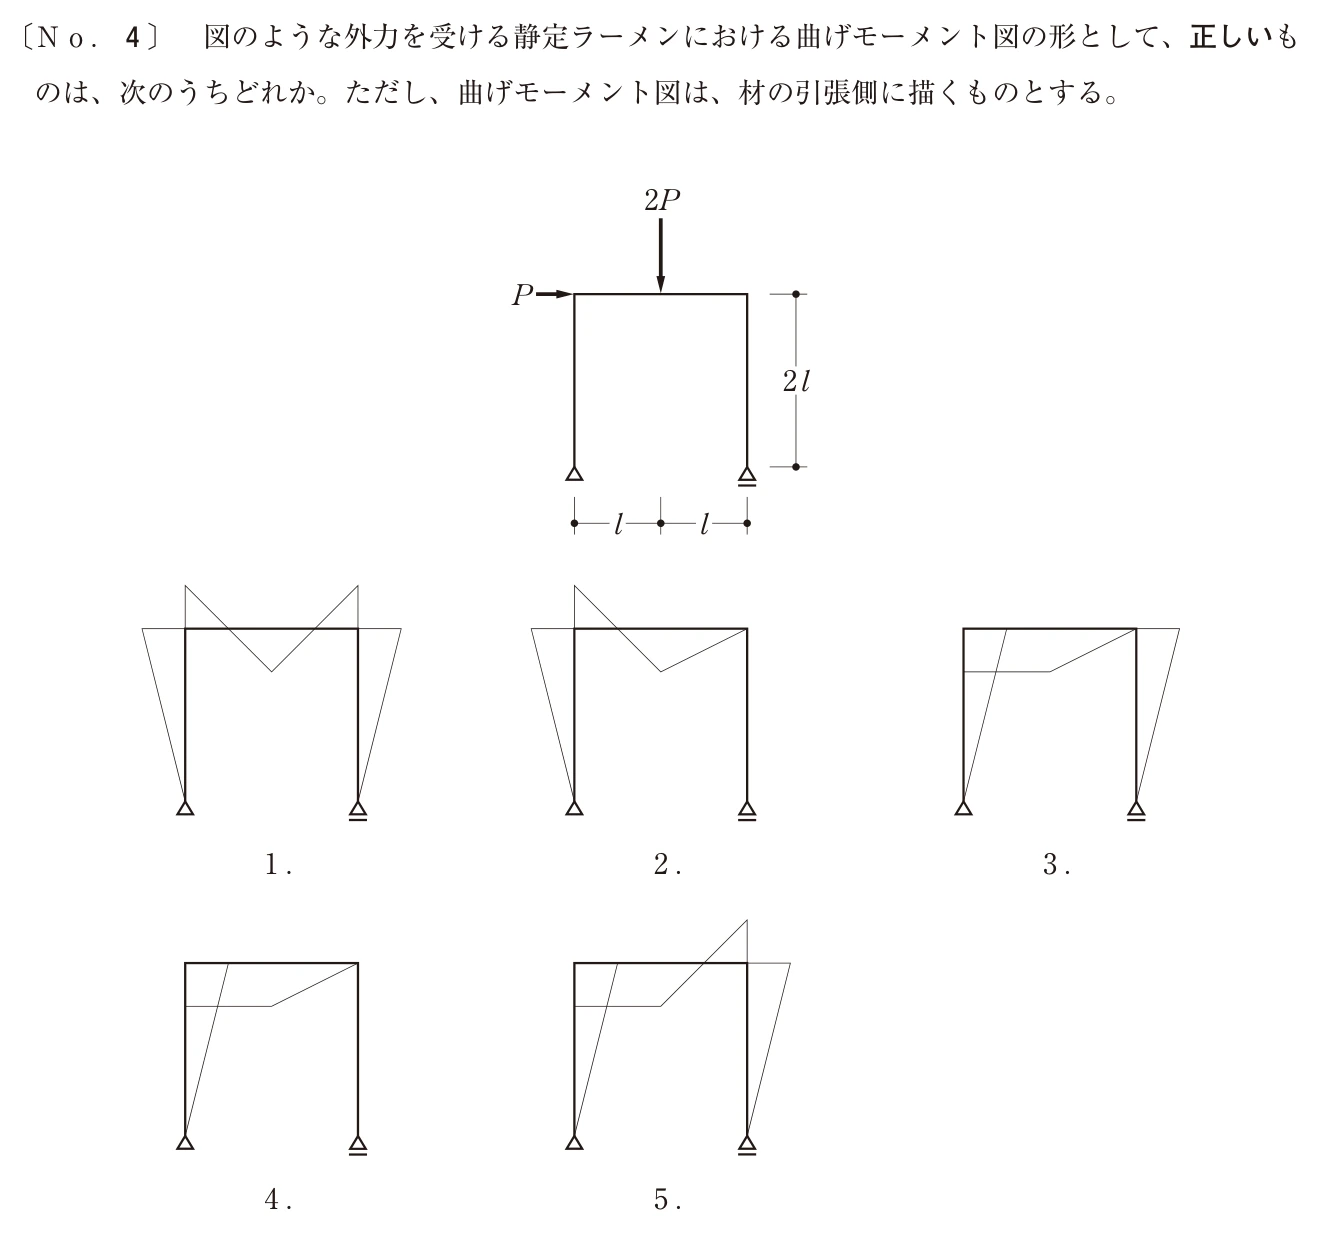 〔Ｎｏ．４〕　図のような外力を受ける静定ラーメンにおける曲げモーメント図の形として、正しいも
のは、次のうちどれか。ただし、曲げモーメント図は、材の引張側に描くものとする。
2P
P
2l
l l
1. 2. 3.
4. 5.